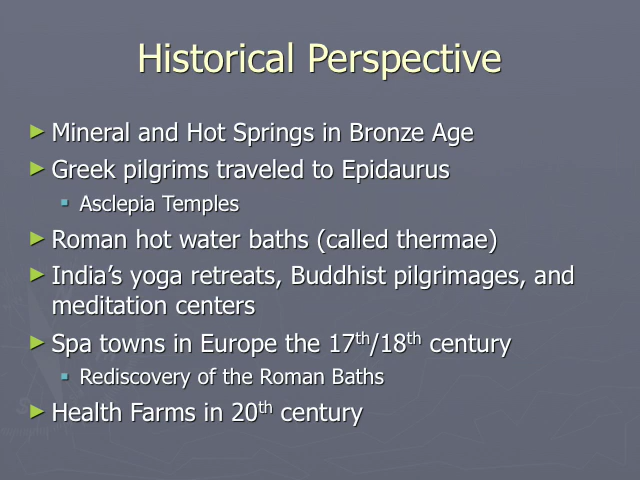 Historical Perspective
► Mineral and Hot Springs in Bronze Age
► Greek pilgrims traveled to Epidaurus
▪ Asclepia Temples
► Roman hot water baths (called thermae)
► India’s yoga retreats, Buddhist pilgrimages, and
meditation centers
► Spa towns in Europe the 17th/18th century
▪ Rediscovery of the Roman Baths
► Health Farms in 20th century